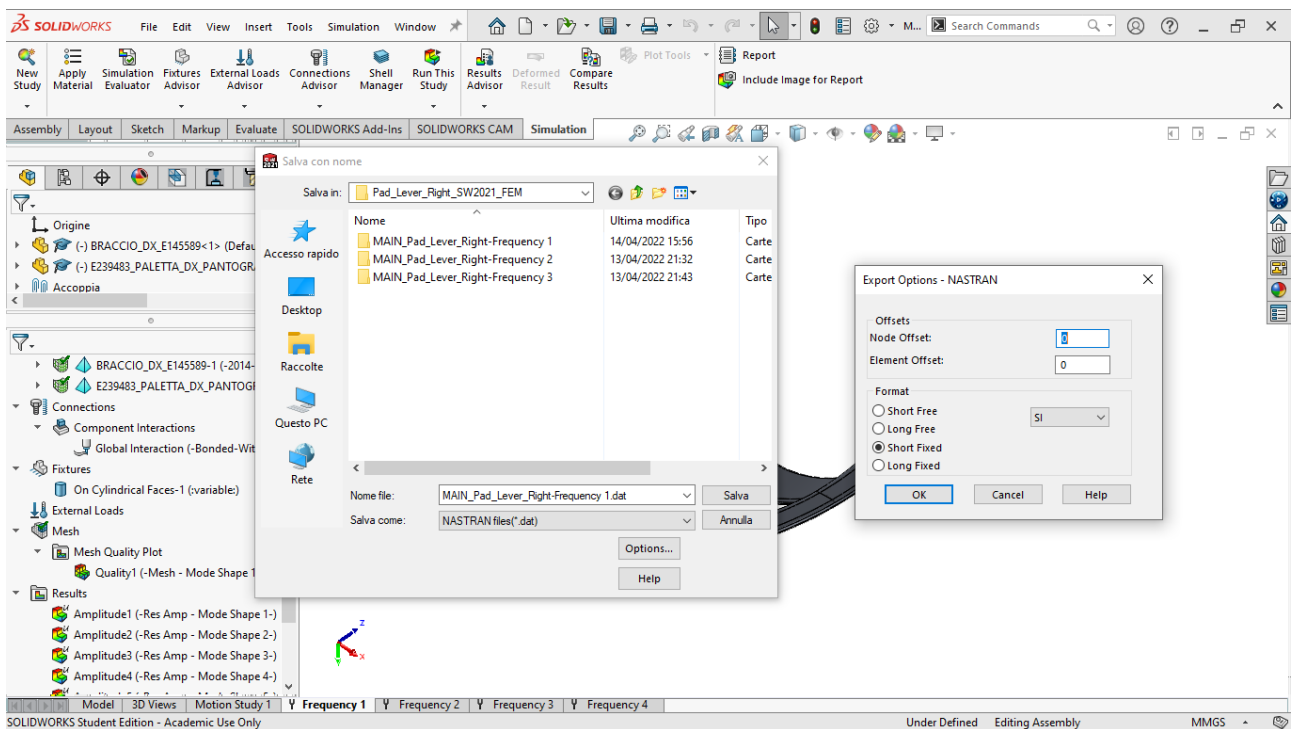 SOLIDWORKS File Edit View Insert Tools Simulation Window M... Search Commands
New Study
Apply Material
Simulation Evaluator
Fixtures Advisor
External Loads Advisor
Connections Advisor
Shell Manager
Run This Study
Results Advisor
Deformed Result
Compare Results
Plot Tools
Report
Include Image for Report
Assembly Layout Sketch Markup Evaluate SOLIDWORKS Add-Ins SOLIDWORKS CAM Simulation
Origine
(-) BRACCIO_DX_E145589<1> (Defau
(-) E239483_PALETTA_DX_PANTOGR
Accoppia
BRACCIO_DX_E145589-1 (-2014-
E239483_PALETTA_DX_PANTOGR
Connections
Component Interactions
Global Interaction (-Bonded-Wit
Fixtures
On Cylindrical Faces-1 (:variable:)
External Loads
Mesh
Mesh Quality Plot
Quality1 (-Mesh - Mode Shape 1
Results
Amplitude1 (-Res Amp - Mode Shape 1-)
Amplitude2 (-Res Amp - Mode Shape 2-)
Amplitude3 (-Res Amp - Mode Shape 3-)
Amplitude4 (-Res Amp - Mode Shape 4-)
2021 Salva con nome
Salva in: Pad_Lever_Right_SW2021_FEM
Accesso rapido
Desktop
Raccolte
Questo PC
Rete
Nome Ultima modifica Tipo
MAIN_Pad_Lever_Right-Frequency 1 14/04/2022 15:56 Carte
MAIN_Pad_Lever_Right-Frequency 2 13/04/2022 21:32 Carte
MAIN_Pad_Lever_Right-Frequency 3 13/04/2022 21:43 Carte
Nome file: MAIN_Pad_Lever_Right-Frequency 1.dat Salva
Salva come: NASTRAN files(*.dat) Annulla
Options...
Help
Export Options - NASTRAN
Offsets
Node Offset: 0
Element Offset: 0
Format
Short Free SI
Long Free
Short Fixed
Long Fixed
OK Cancel Help
z
x
y
Model 3D Views Motion Study 1 Frequency 1 Frequency 2 Frequency 3 Frequency 4
SOLIDWORKS Student Edition - Academic Use Only Under Defined Editing Assembly MMGS